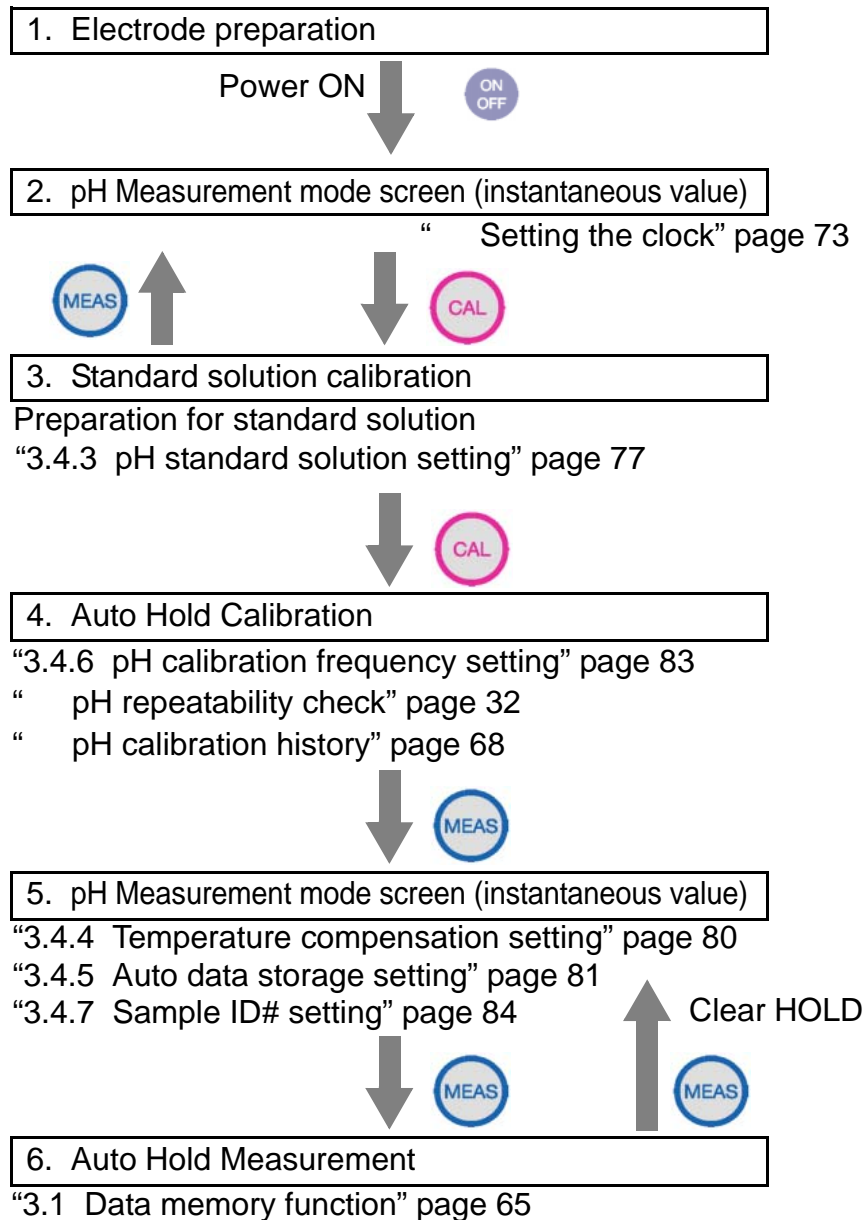 1. Electrode preparation
Power ON
ON
OFF
2. pH Measurement mode screen (instantaneous value)
“ Setting the clock” page 73
MEAS
CAL
3. Standard solution calibration
Preparation for standard solution
“3.4.3 pH standard solution setting” page 77
CAL
4. Auto Hold Calibration
“3.4.6 pH calibration frequency setting” page 83
“ pH repeatability check” page 32
“ pH calibration history” page 68
MEAS
5. pH Measurement mode screen (instantaneous value)
“3.4.4 Temperature compensation setting” page 80
“3.4.5 Auto data storage setting” page 81
“3.4.7 Sample ID# setting” page 84
Clear HOLD
MEAS
MEAS
6. Auto Hold Measurement
“3.1 Data memory function” page 65